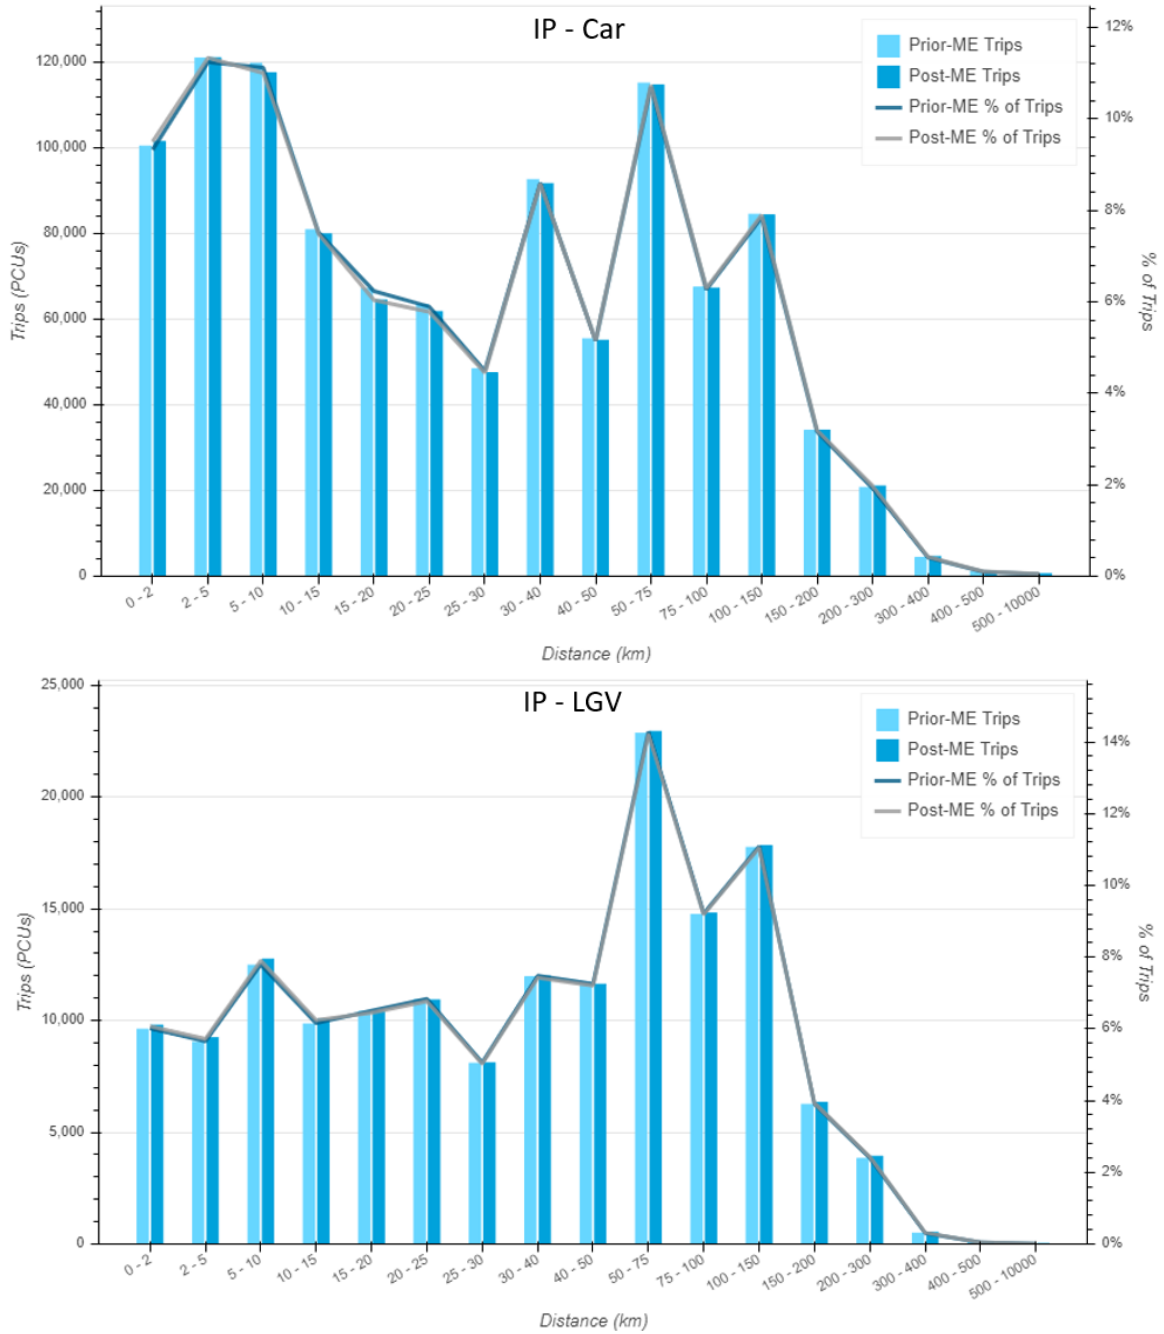 IP - Car
Prior-ME Trips
Post-ME Trips
Prior-ME % of Trips
Post-ME % of Trips
120,000
100,000
80,000
60,000
40,000
20,000
0
Trips (PCUs)
12%
10%
8%
6%
4%
2%
0%
% of Trips
0 - 2
2 - 5
5 - 10
10 - 15
15 - 20
20 - 25
25 - 30
30 - 40
40 - 50
50 - 75
75 - 100
100 - 150
150 - 200
200 - 300
300 - 400
400 - 500
500 - 10000
Distance (km)
IP - LGV
Prior-ME Trips
Post-ME Trips
Prior-ME % of Trips
Post-ME % of Trips
25,000
20,000
15,000
10,000
5,000
0
Trips (PCUs)
14%
12%
10%
8%
6%
4%
2%
0%
% of Trips
0 - 2
2 - 5
5 - 10
10 - 15
15 - 20
20 - 25
25 - 30
30 - 40
40 - 50
50 - 75
75 - 100
100 - 150
150 - 200
200 - 300
300 - 400
400 - 500
500 - 10000
Distance (km)